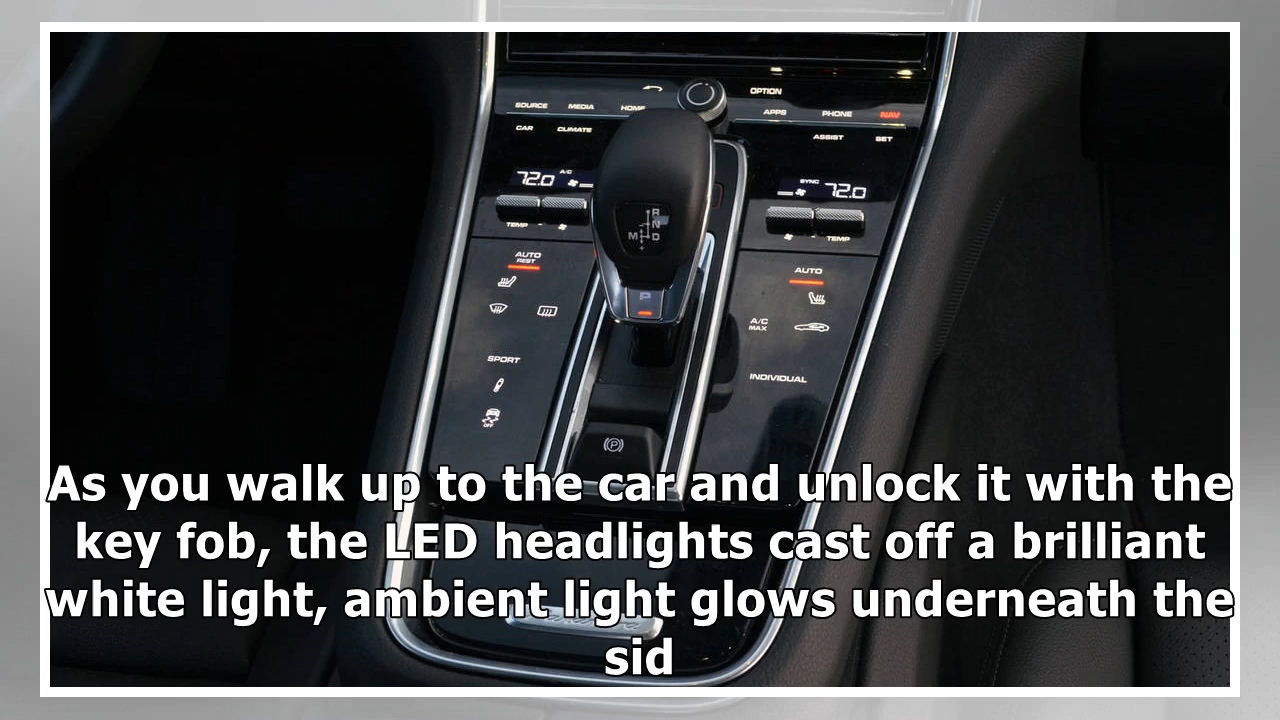 OPTION
SOURCE MEDIA HOME APPS PHONE NAV
CAR CLIMATE ASSIST SET
72.0 A/C SYNC 72.0
TEMP TEMP
R
N
M D
P
AUTO
REST
AUTO
A/C
MAX
SPORT
INDIVIDUAL
OFF
P
As you walk up to the car and unlock it with the
key fob, the LED headlights cast off a brilliant
white light, ambient light glows underneath the
sid